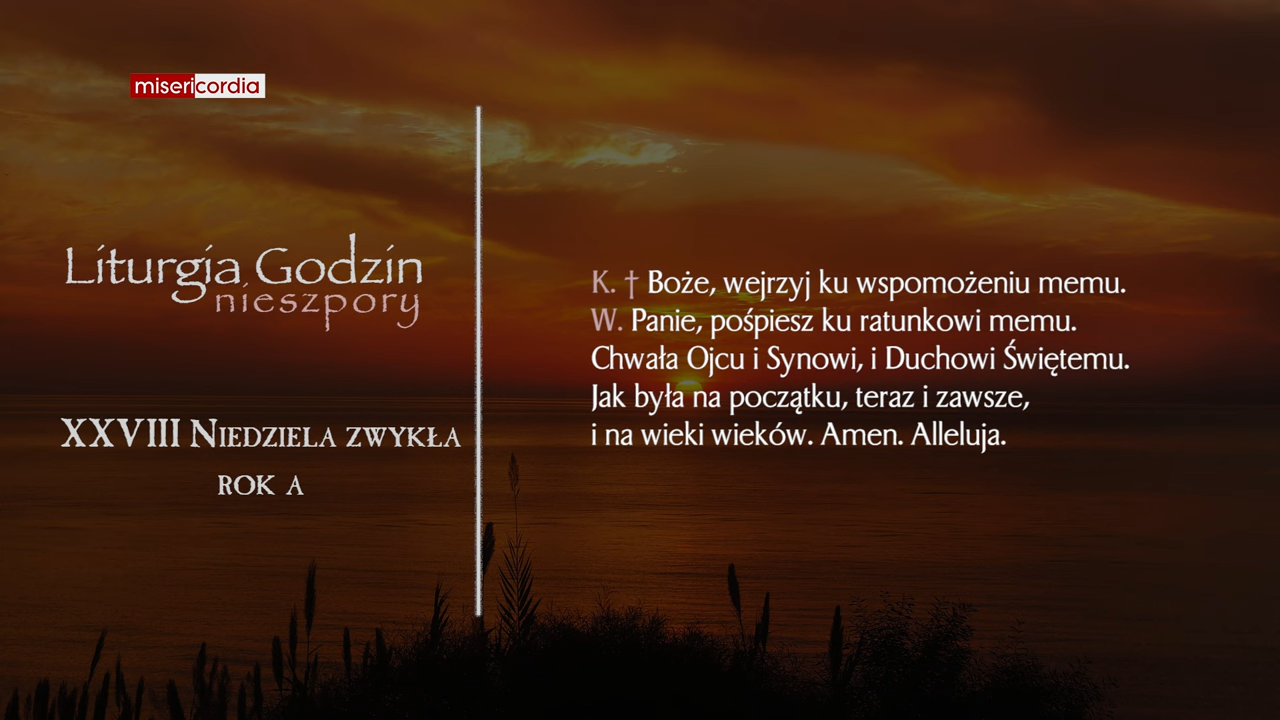 misericordia
Liturgia Godzin
nieszpory
XXVIII Niedziela zwykła
rok A
K. † Boże, wejrzyj ku wspomożeniu memu.
W. Panie, pośpiesz ku ratunkowi memu.
Chwała Ojcu i Synowi, i Duchowi Świętemu.
Jak była na początku, teraz i zawsze,
i na wieki wieków. Amen. Alleluja.